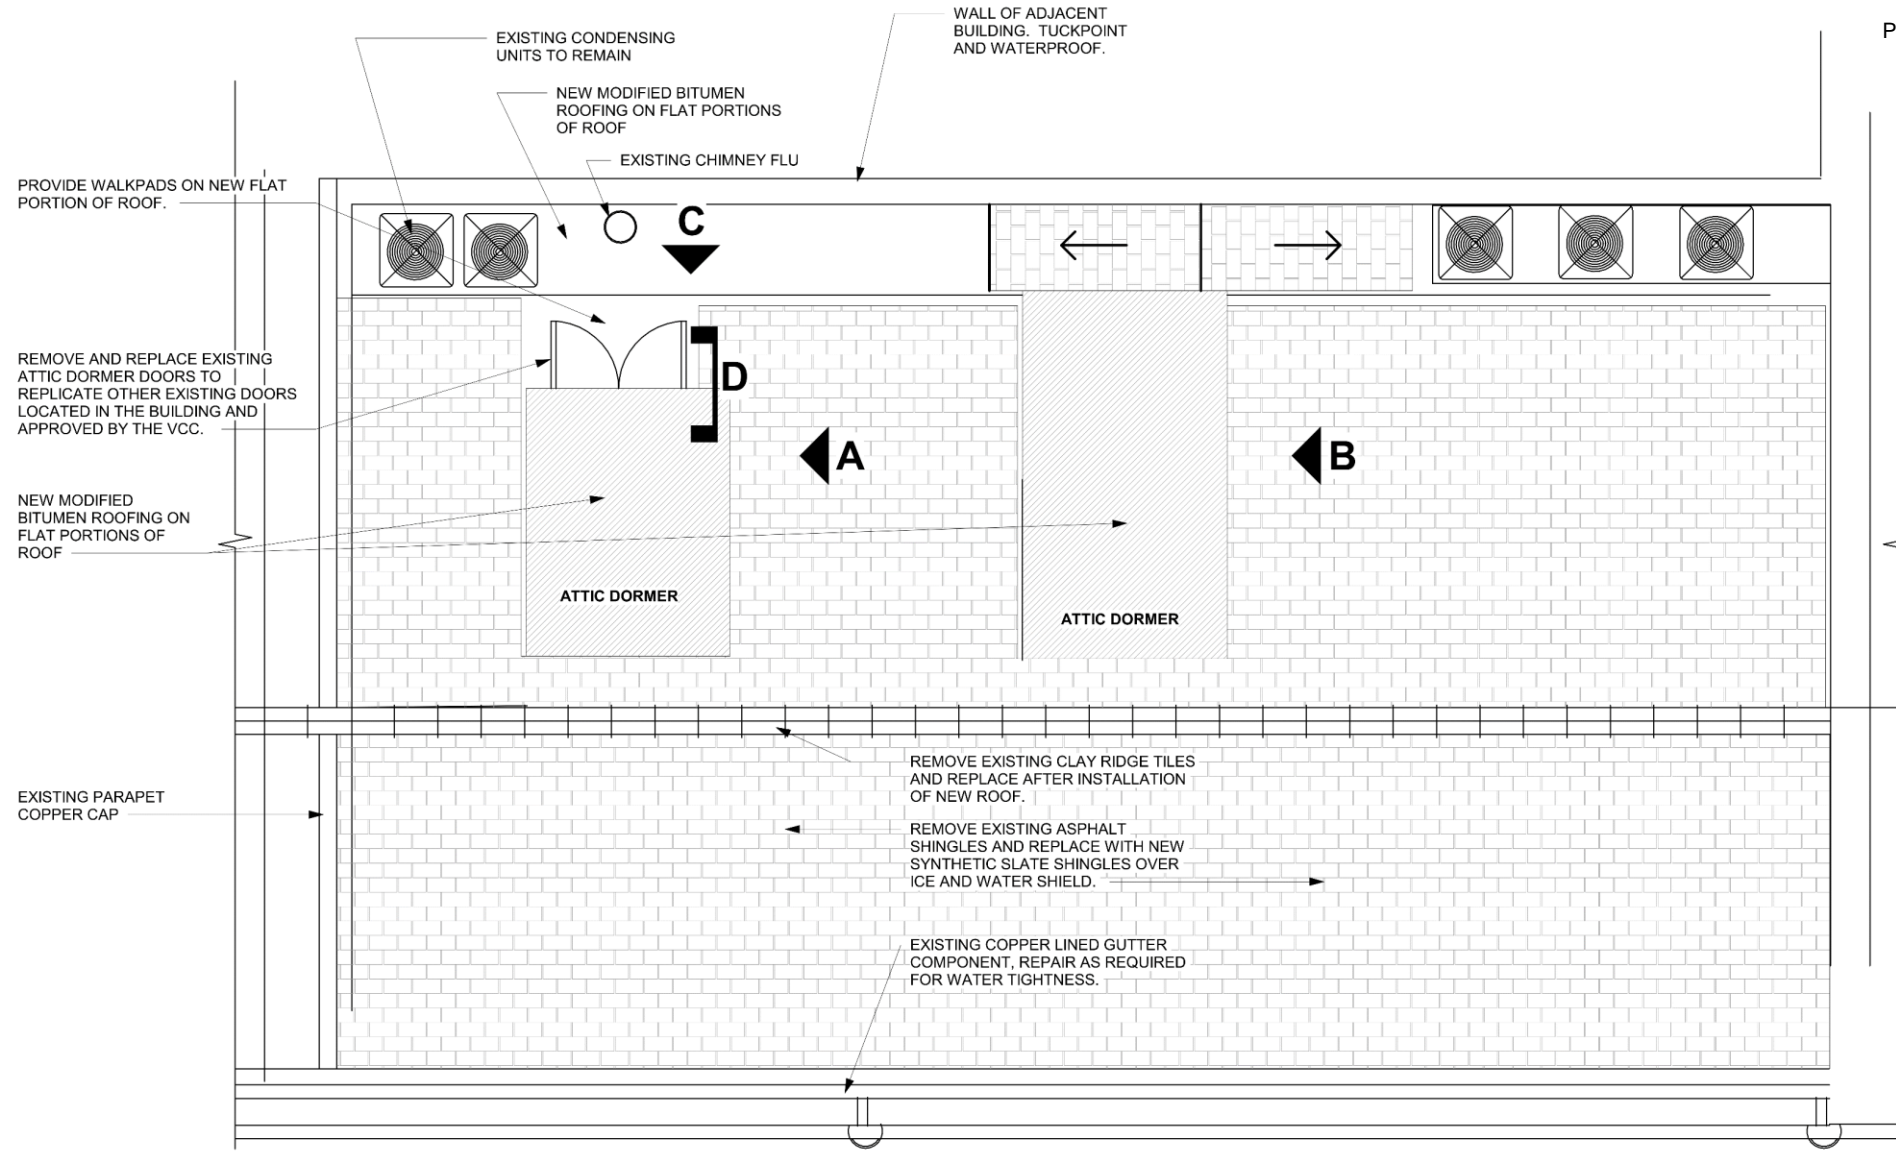 WALL OF ADJACENT
BUILDING. TUCKPOINT
AND WATERPROOF.
P
EXISTING CONDENSING
UNITS TO REMAIN
NEW MODIFIED BITUMEN
ROOFING ON FLAT PORTIONS
OF ROOF
EXISTING CHIMNEY FLU
PROVIDE WALKPADS ON NEW FLAT
PORTION OF ROOF.
C
REMOVE AND REPLACE EXISTING
ATTIC DORMER DOORS TO
REPLICATE OTHER EXISTING DOORS
LOCATED IN THE BUILDING AND
APPROVED BY THE VCC.
D
A
B
NEW MODIFIED
BITUMEN ROOFING ON
FLAT PORTIONS OF
ROOF
ATTIC DORMER
ATTIC DORMER
REMOVE EXISTING CLAY RIDGE TILES
AND REPLACE AFTER INSTALLATION
OF NEW ROOF.
EXISTING PARAPET
COPPER CAP
REMOVE EXISTING ASPHALT
SHINGLES AND REPLACE WITH NEW
SYNTHETIC SLATE SHINGLES OVER
ICE AND WATER SHIELD.
EXISTING COPPER LINED GUTTER
COMPONENT, REPAIR AS REQUIRED
FOR WATER TIGHTNESS.